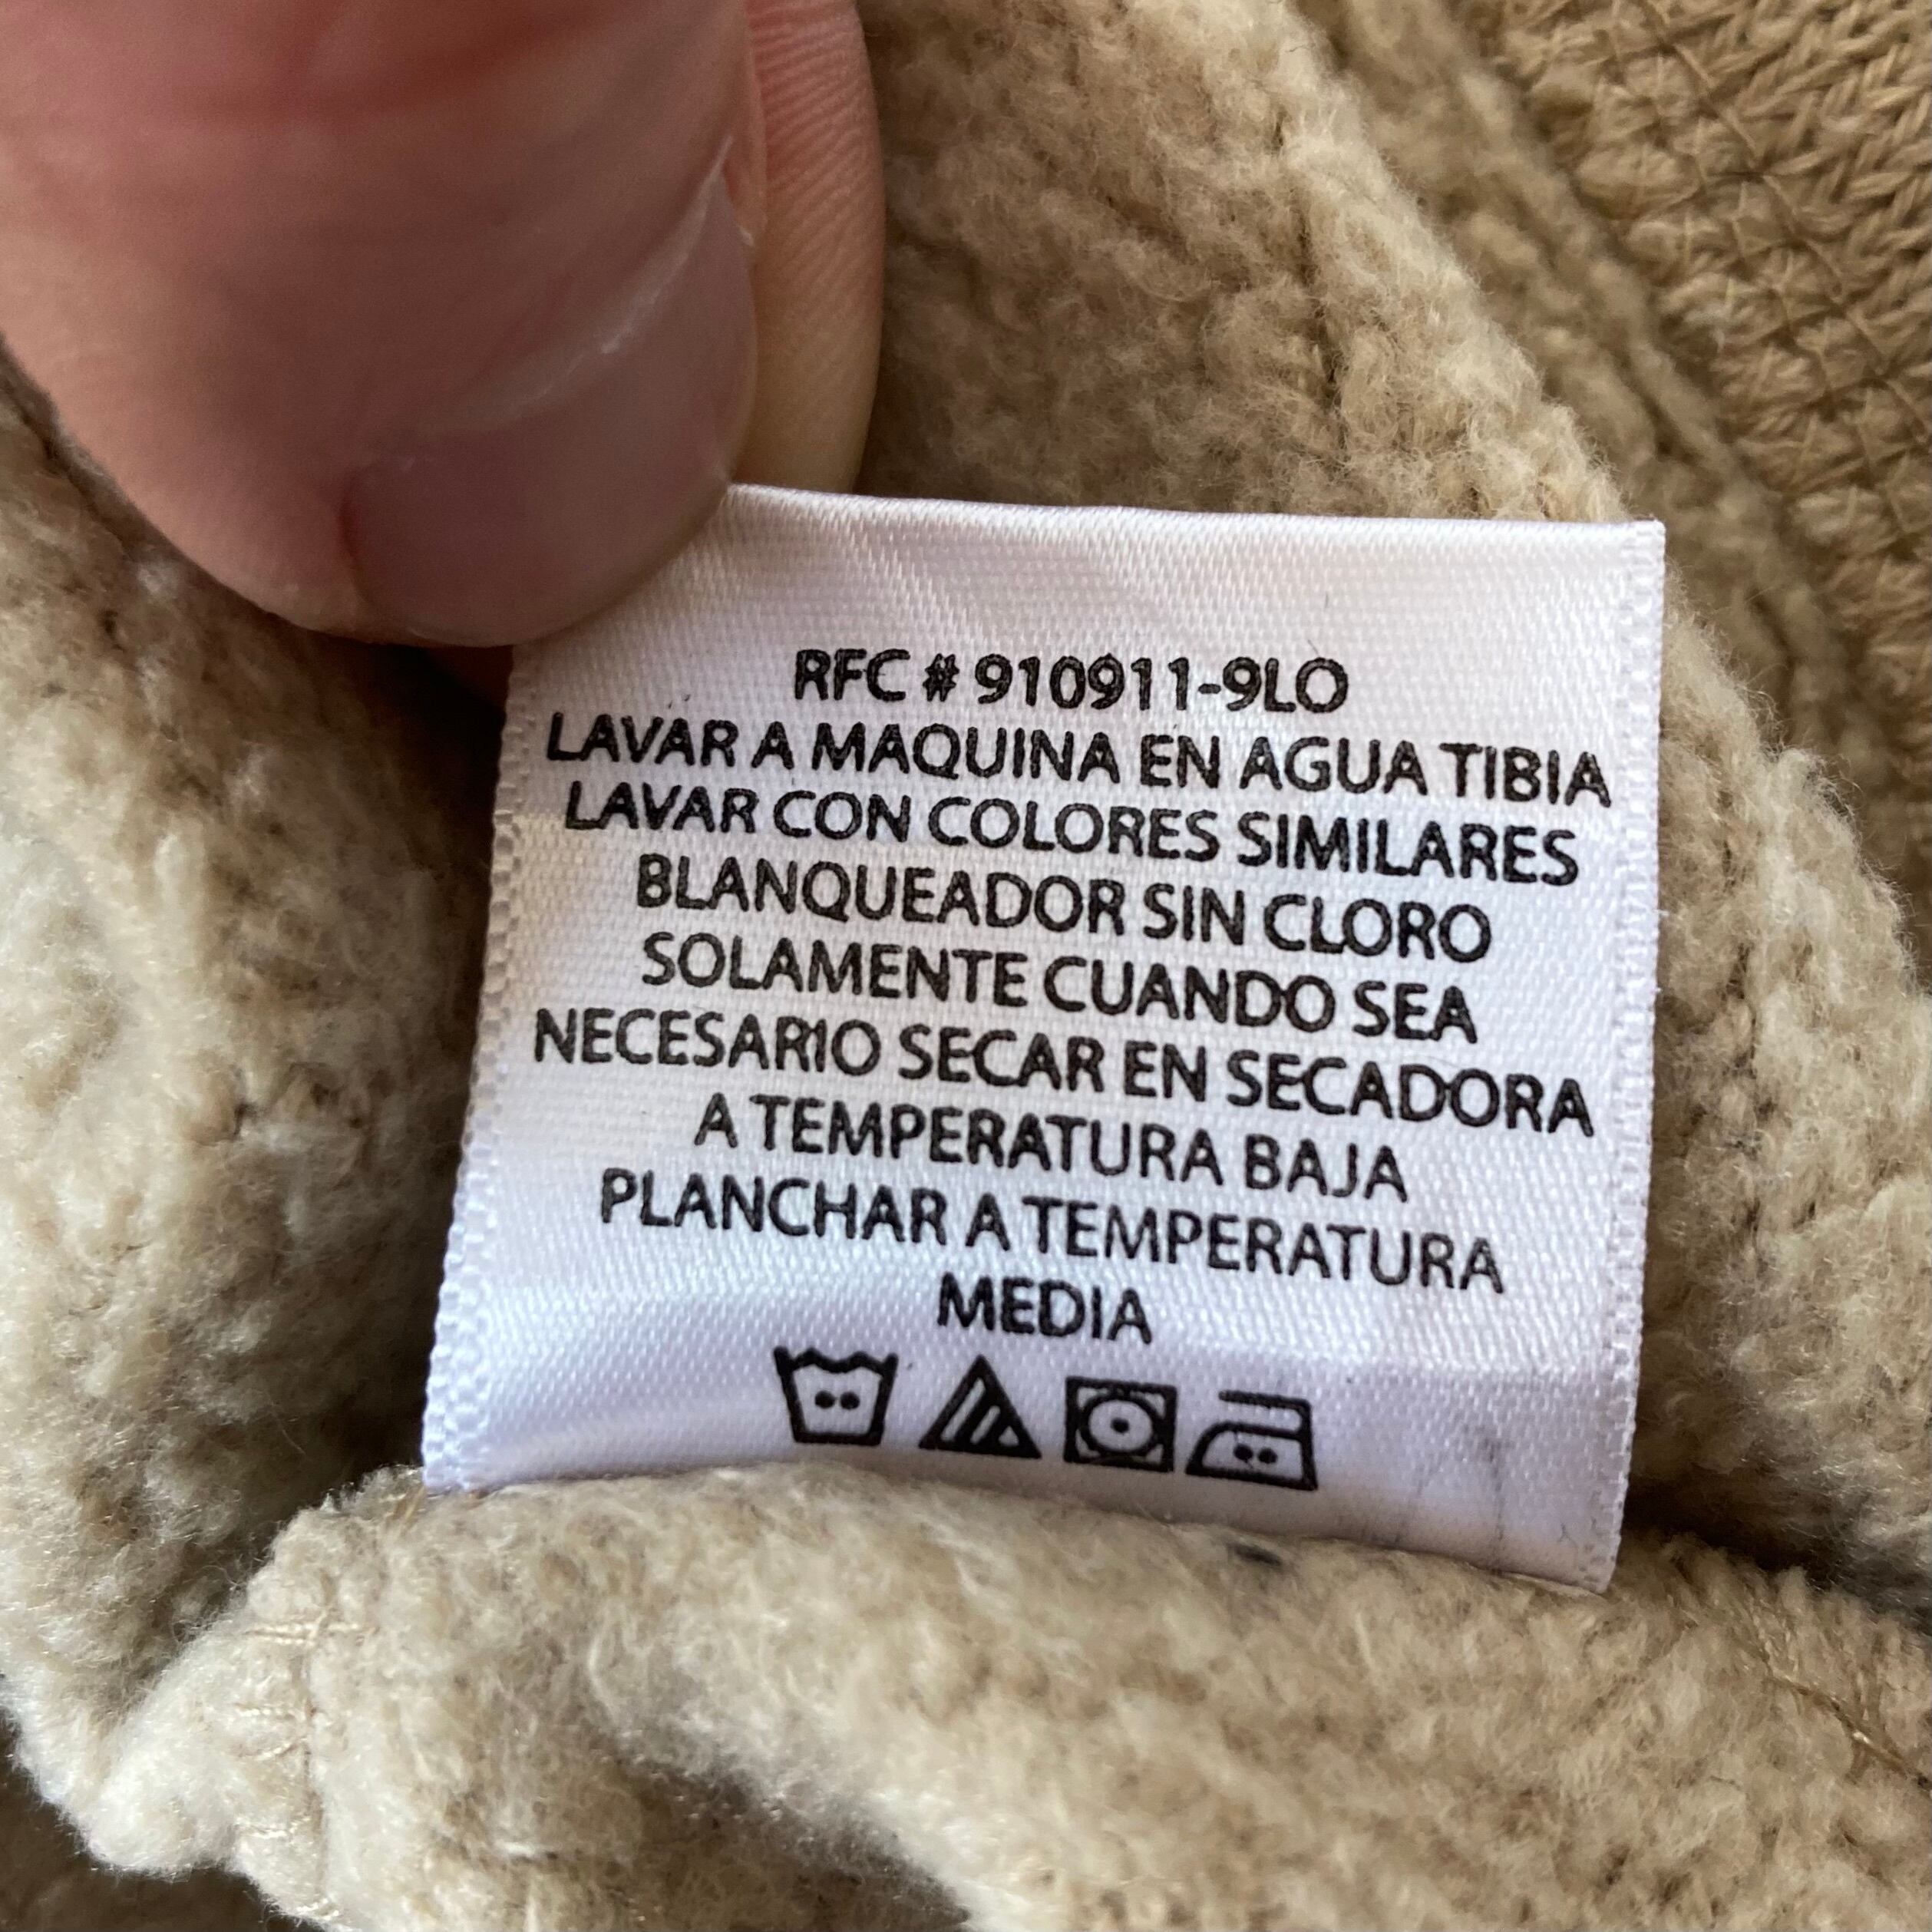 RFC # 910911-9LO
LAVAR A MAQUINA EN AGUA TIBIA
LAVAR CON COLORES SIMILARES
BLANQUEADOR SIN CLORO
SOLAMENTE CUANDO SEA
NECESARIO SECAR EN SECADORA
A TEMPERATURA BAJA
PLANCHAR A TEMPERATURA
MEDIA